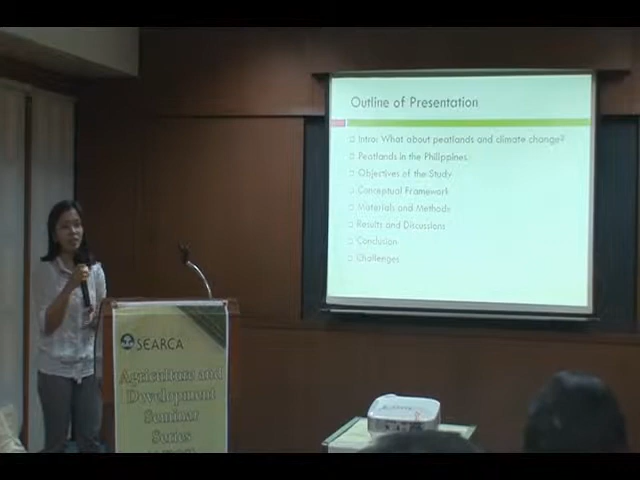 Outline of Presentation
Intro: What about peatlands and climate change?
Peatlands in the Philippines
Objectives of the Study
Conceptual Framework
Materials and Methods
Results and Discussions
Conclusion
Challenges
SEARCA
Agriculture and
Development
Seminar
Series